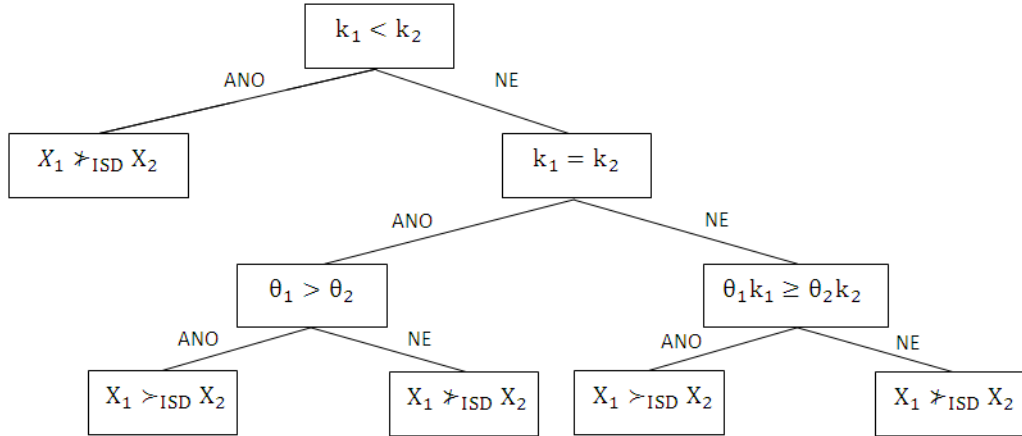 k₁ < k₂
ANO
NE
X₁ ⊁ISD X₂
k₁ = k₂
ANO
NE
θ₁ > θ₂
θ₁k₁ ≥ θ₂k₂
ANO
NE
ANO
NE
X₁ ≻ISD X₂
X₁ ⊁ISD X₂
X₁ ≻ISD X₂
X₁ ⊁ISD X₂